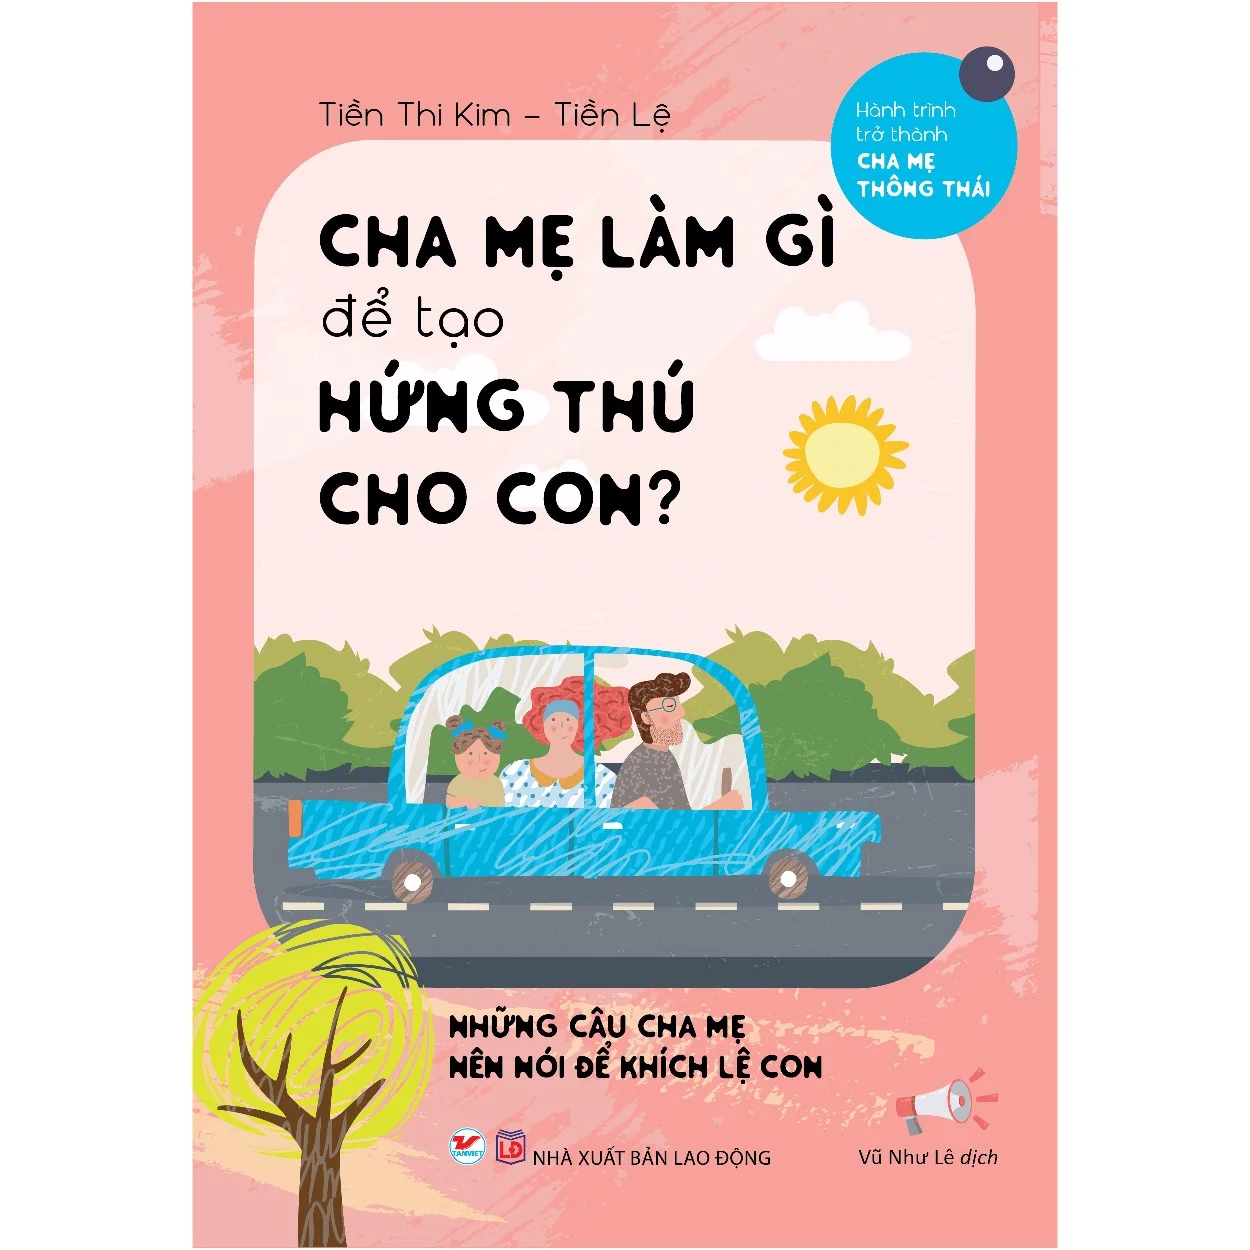 Tiền Thi Kim – Tiền Lệ
Hành trình
trở thành
CHA MẸ
THÔNG THÁI
CHA MẸ LÀM GÌ
để tạo
HỨNG THÚ
CHO CON?
NHỮNG CÂU CHA MẸ
NÊN NÓI ĐỂ KHÍCH LỆ CON
TANVIET
LĐ
NHÀ XUẤT BẢN LAO ĐỘNG
Vũ Như Lê dịch